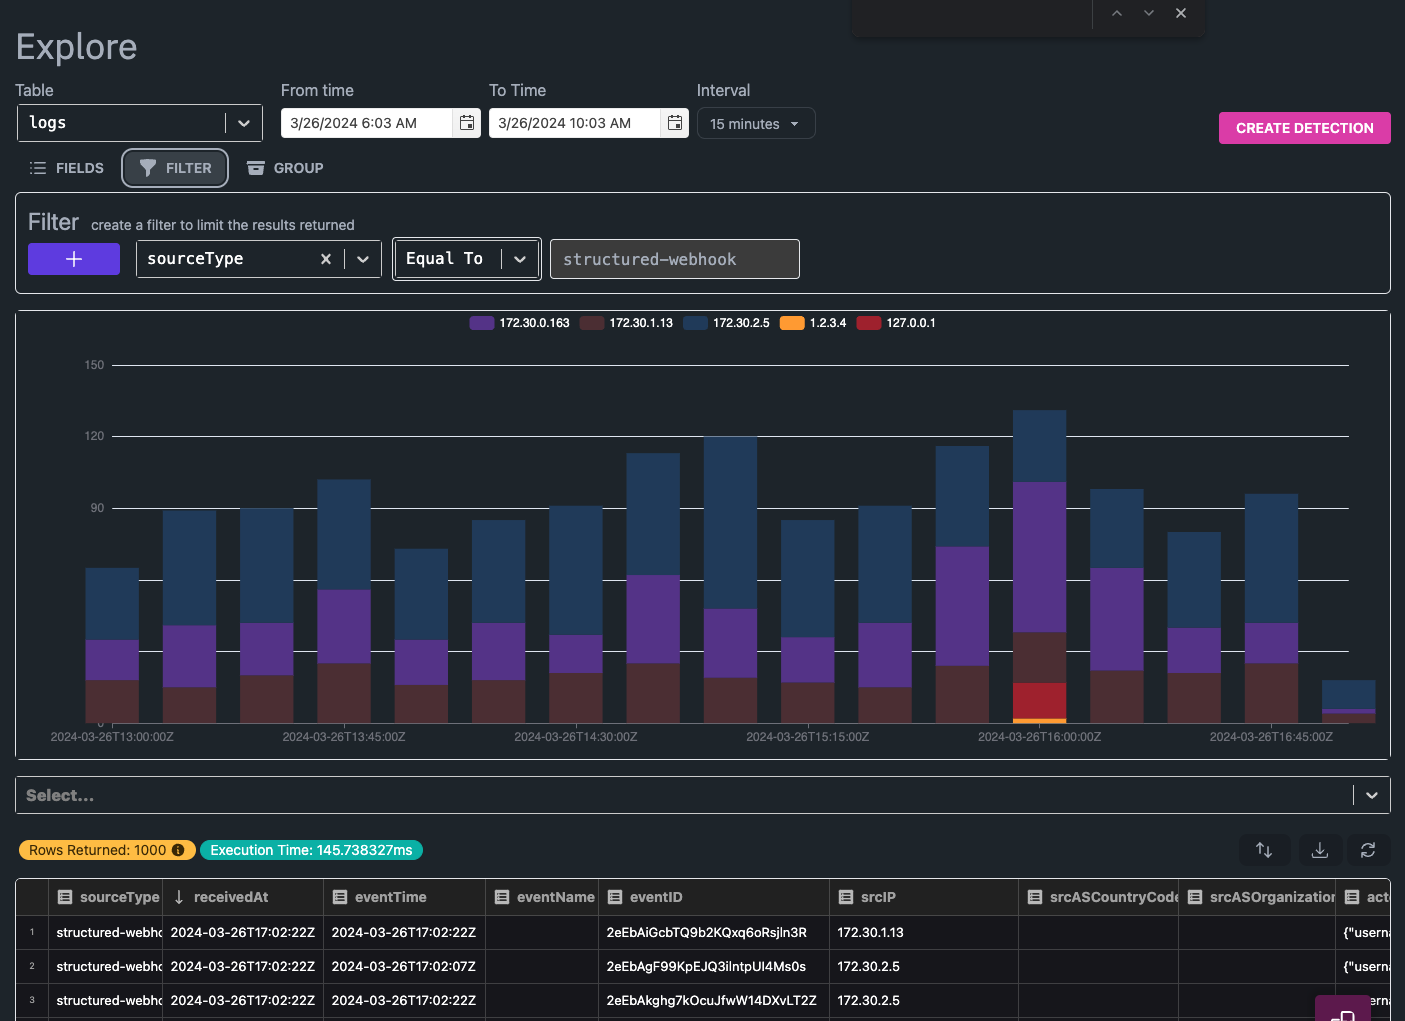 Explore
Table From time To Time Interval
logs 3/26/2024 6:03 AM 3/26/2024 10:03 AM 15 minutes
CREATE DETECTION
FIELDS FILTER GROUP
Filter create a filter to limit the results returned
+ sourceType Equal To structured-webhook
172.30.0.163 172.30.1.13 172.30.2.5 1.2.3.4 127.0.0.1
150
120
90
0
2024-03-26T13:00:00Z 2024-03-26T13:45:00Z 2024-03-26T14:30:00Z 2024-03-26T15:15:00Z 2024-03-26T16:00:00Z 2024-03-26T16:45:00Z
Select...
Rows Returned: 1000 Execution Time: 145.738327ms
sourceType receivedAt eventTime eventName eventID srcIP srcASCountryCode srcASOrganization act
1 structured-webho 2024-03-26T17:02:22Z 2024-03-26T17:02:22Z 2eEbAiGcbTQ9b2KQxq6oRsjln3R 172.30.1.13 {"userna
2 structured-webho 2024-03-26T17:02:22Z 2024-03-26T17:02:07Z 2eEbAgF99KpEJQ3ilntpUI4Ms0s 172.30.2.5 {"userna
3 structured-webho 2024-03-26T17:02:22Z 2024-03-26T17:02:22Z 2eEbAkghg7kOcuJfwW14DXvLT2Z 172.30.2.5 erna